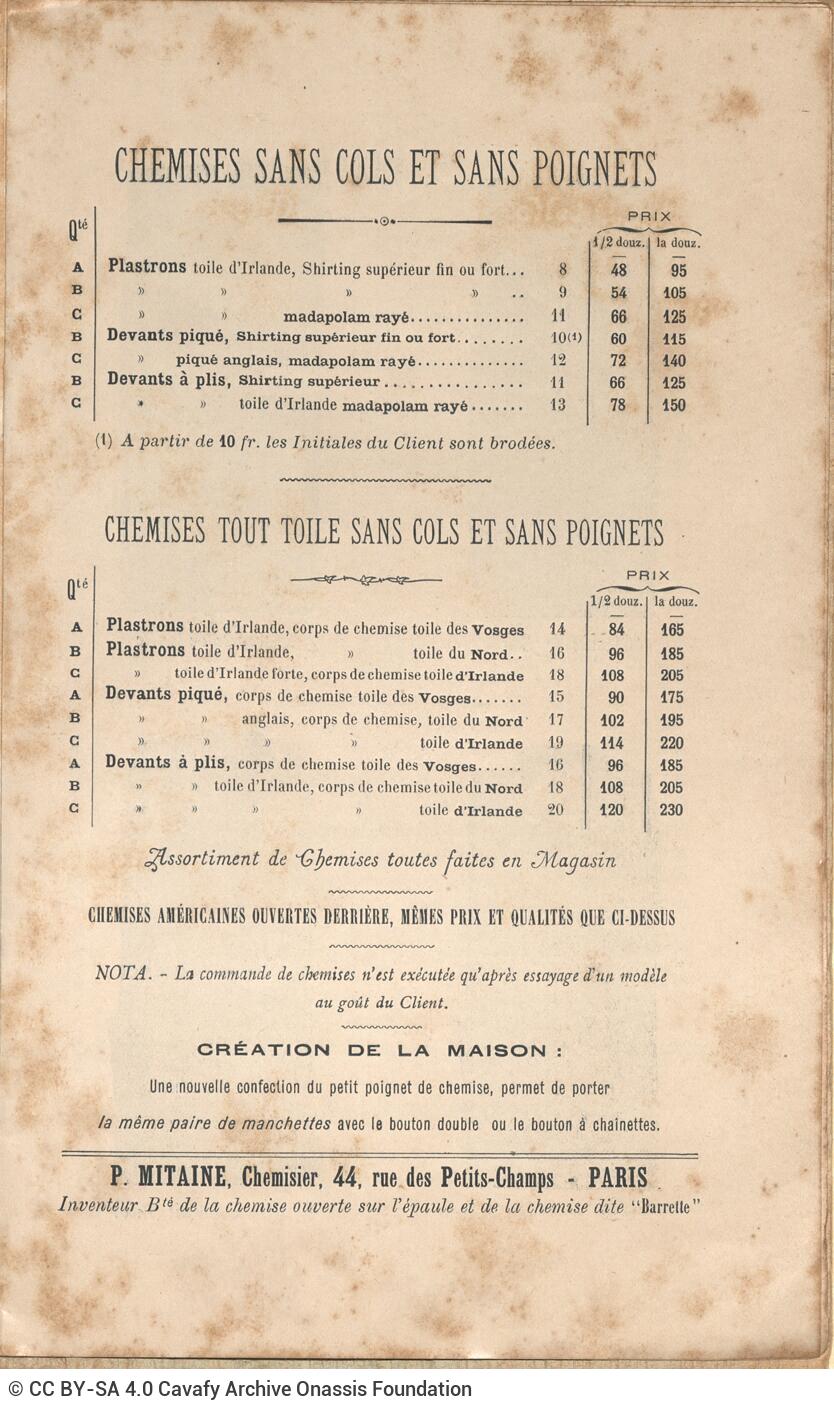 CHEMISES SANS COLS ET SANS POIGNETS
Qté PRIX
1/2 douz. la douz.
A Plastrons toile d'Irlande, Shirting supérieur fin ou fort... 8 48 95
B » » » » .. 9 54 105
C » » madapolam rayé............... 11 66 125
B Devants piqué, Shirting supérieur fin ou fort........ 10(1) 60 115
C » piqué anglais, madapolam rayé.............. 12 72 140
B Devants à plis, Shirting supérieur................. 11 66 125
C » » toile d'Irlande madapolam rayé....... 13 78 150
(1) A partir de 10 fr. les Initiales du Client sont brodées.
CHEMISES TOUT TOILE SANS COLS ET SANS POIGNETS
Qté PRIX
1/2 douz. la douz.
A Plastrons toile d'Irlande, corps de chemise toile des Vosges 14 84 165
B Plastrons toile d'Irlande, » toile du Nord.. 16 96 185
C » toile d'Irlande forte, corps de chemise toile d'Irlande 18 108 205
A Devants piqué, corps de chemise toile des Vosges....... 15 90 175
B » » anglais, corps de chemise, toile du Nord 17 102 195
C » » » » toile d'Irlande 19 114 220
A Devants à plis, corps de chemise toile des Vosges...... 16 96 185
B » » toile d'Irlande, corps de chemise toile du Nord 18 108 205
C » » » » toile d'Irlande 20 120 230
Assortiment de Chemises toutes faites en Magasin
CHEMISES AMÉRICAINES OUVERTES DERRIÈRE, MÊMES PRIX ET QUALITÉS QUE CI-DESSUS
NOTA. - La commande de chemises n'est exécutée qu'après essayage d'un modèle
au goût du Client.
CRÉATION DE LA MAISON :
Une nouvelle confection du petit poignet de chemise, permet de porter
la même paire de manchettes avec le bouton double ou le bouton à chaînettes.
P. MITAINE, Chemisier, 44, rue des Petits-Champs - PARIS
Inventeur Bté de la chemise ouverte sur l'épaule et de la chemise dite "Barrette"
© CC BY-SA 4.0 Cavafy Archive Onassis Foundation